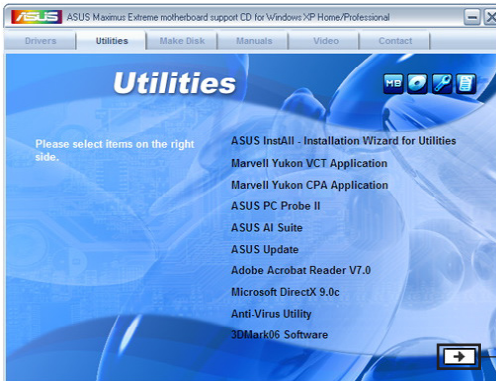 ASUS ASUS Maximus Extreme motherboard support CD for Windows XP Home/Professional
Drivers Utilities Make Disk Manuals Video Contact
Utilities
MB
Please select items on the right
side.
ASUS InstAll - Installation Wizard for Utilities
Marvell Yukon VCT Application
Marvell Yukon CPA Application
ASUS PC Probe II
ASUS AI Suite
ASUS Update
Adobe Acrobat Reader V7.0
Microsoft DirectX 9.0c
Anti-Virus Utility
3DMark06 Software